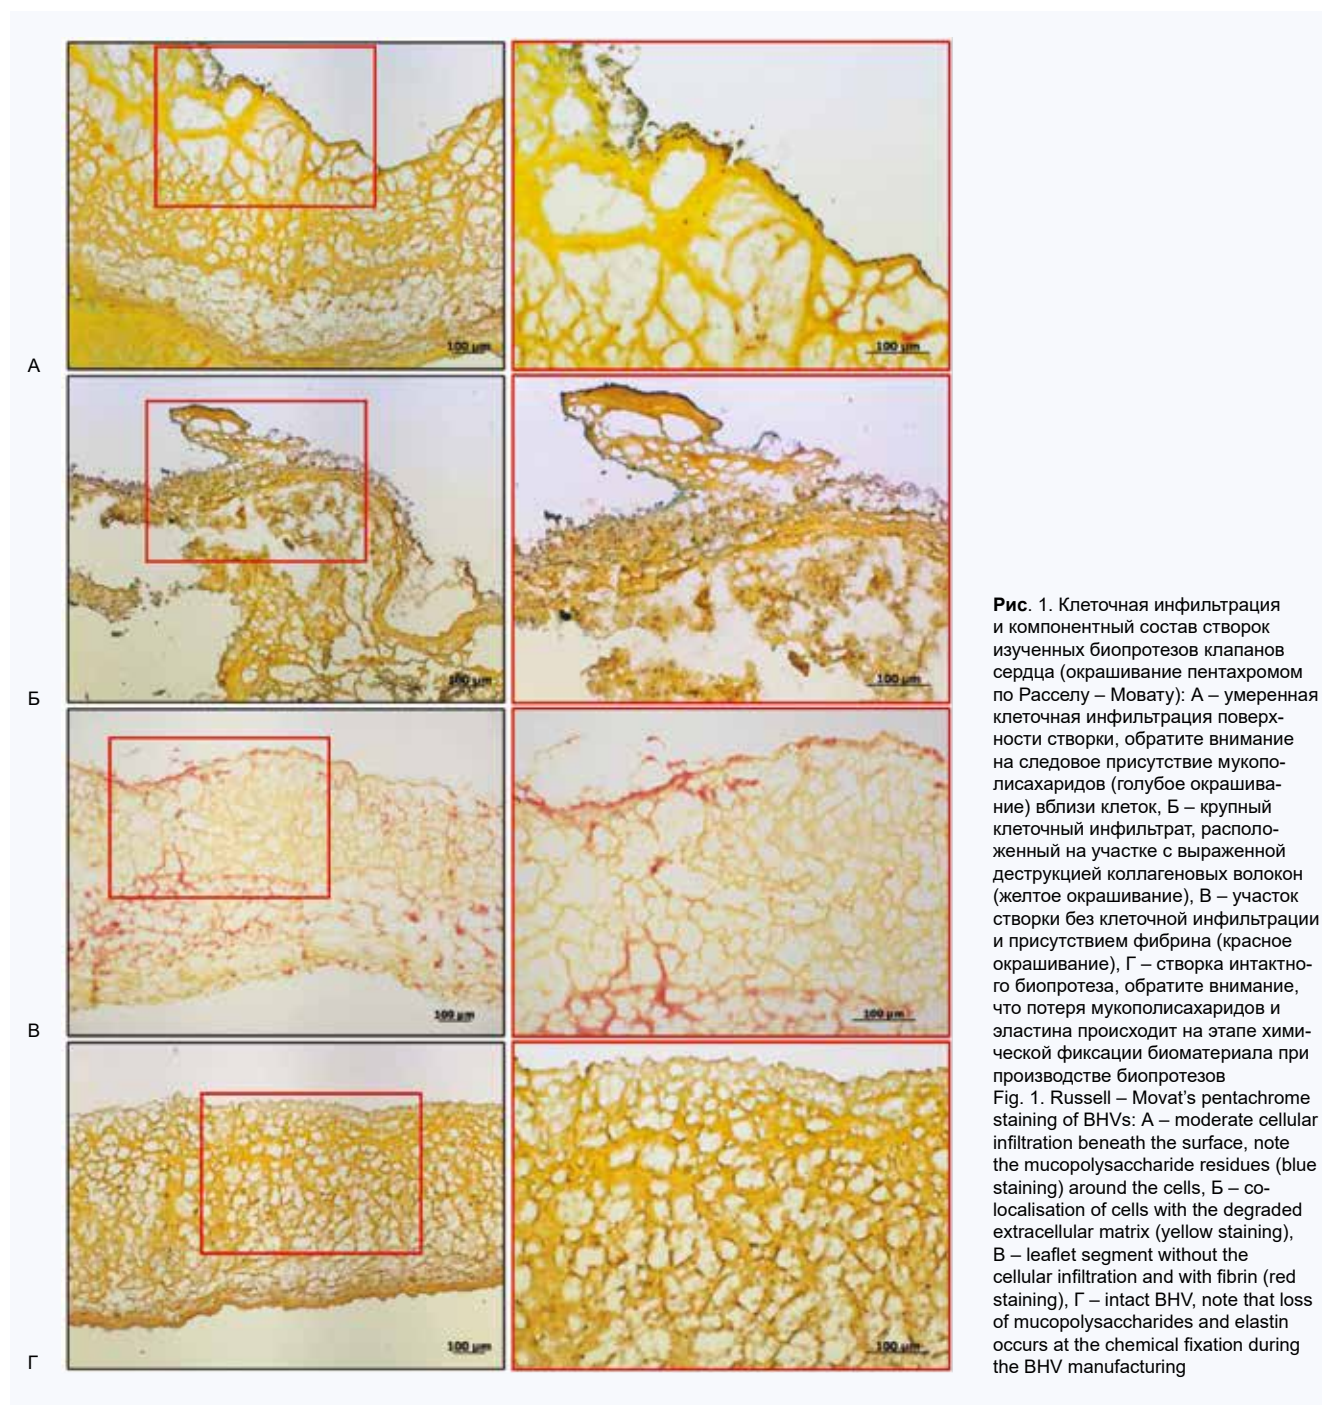 100 µm
100 µm
А
100 µm
100 µm
Б
100 µm
100 µm
В
100 µm
100 µm
Г
Рис. 1. Клеточная инфильтрация
и компонентный состав створок
изученных биопротезов клапанов
сердца (окрашивание пентахромом
по Расселу – Мовату): А – умеренная
клеточная инфильтрация поверх-
ности створки, обратите внимание
на следовое присутствие мукопо-
лисахаридов (голубое окрашива-
ние) вблизи клеток, Б – крупный
клеточный инфильтрат, располо-
женный на участке с выраженной
деструкцией коллагеновых волокон
(желтое окрашивание), В – участок
створки без клеточной инфильтрации
и присутствием фибрина (красное
окрашивание), Г – створка интактно-
го биопротеза, обратите внимание,
что потеря мукополисахаридов и
эластина происходит на этапе хими-
ческой фиксации биоматериала при
производстве биопротезов
Fig. 1. Russell – Movat’s pentachrome
staining of BHVs: А – moderate cellular
infiltration beneath the surface, note
the mucopolysaccharide residues (blue
staining) around the cells, Б – co-
localisation of cells with the degraded
extracellular matrix (yellow staining),
В – leaflet segment without the
cellular infiltration and with fibrin (red
staining), Г – intact BHV, note that loss
of mucopolysaccharides and elastin
occurs at the chemical fixation during
the BHV manufacturing